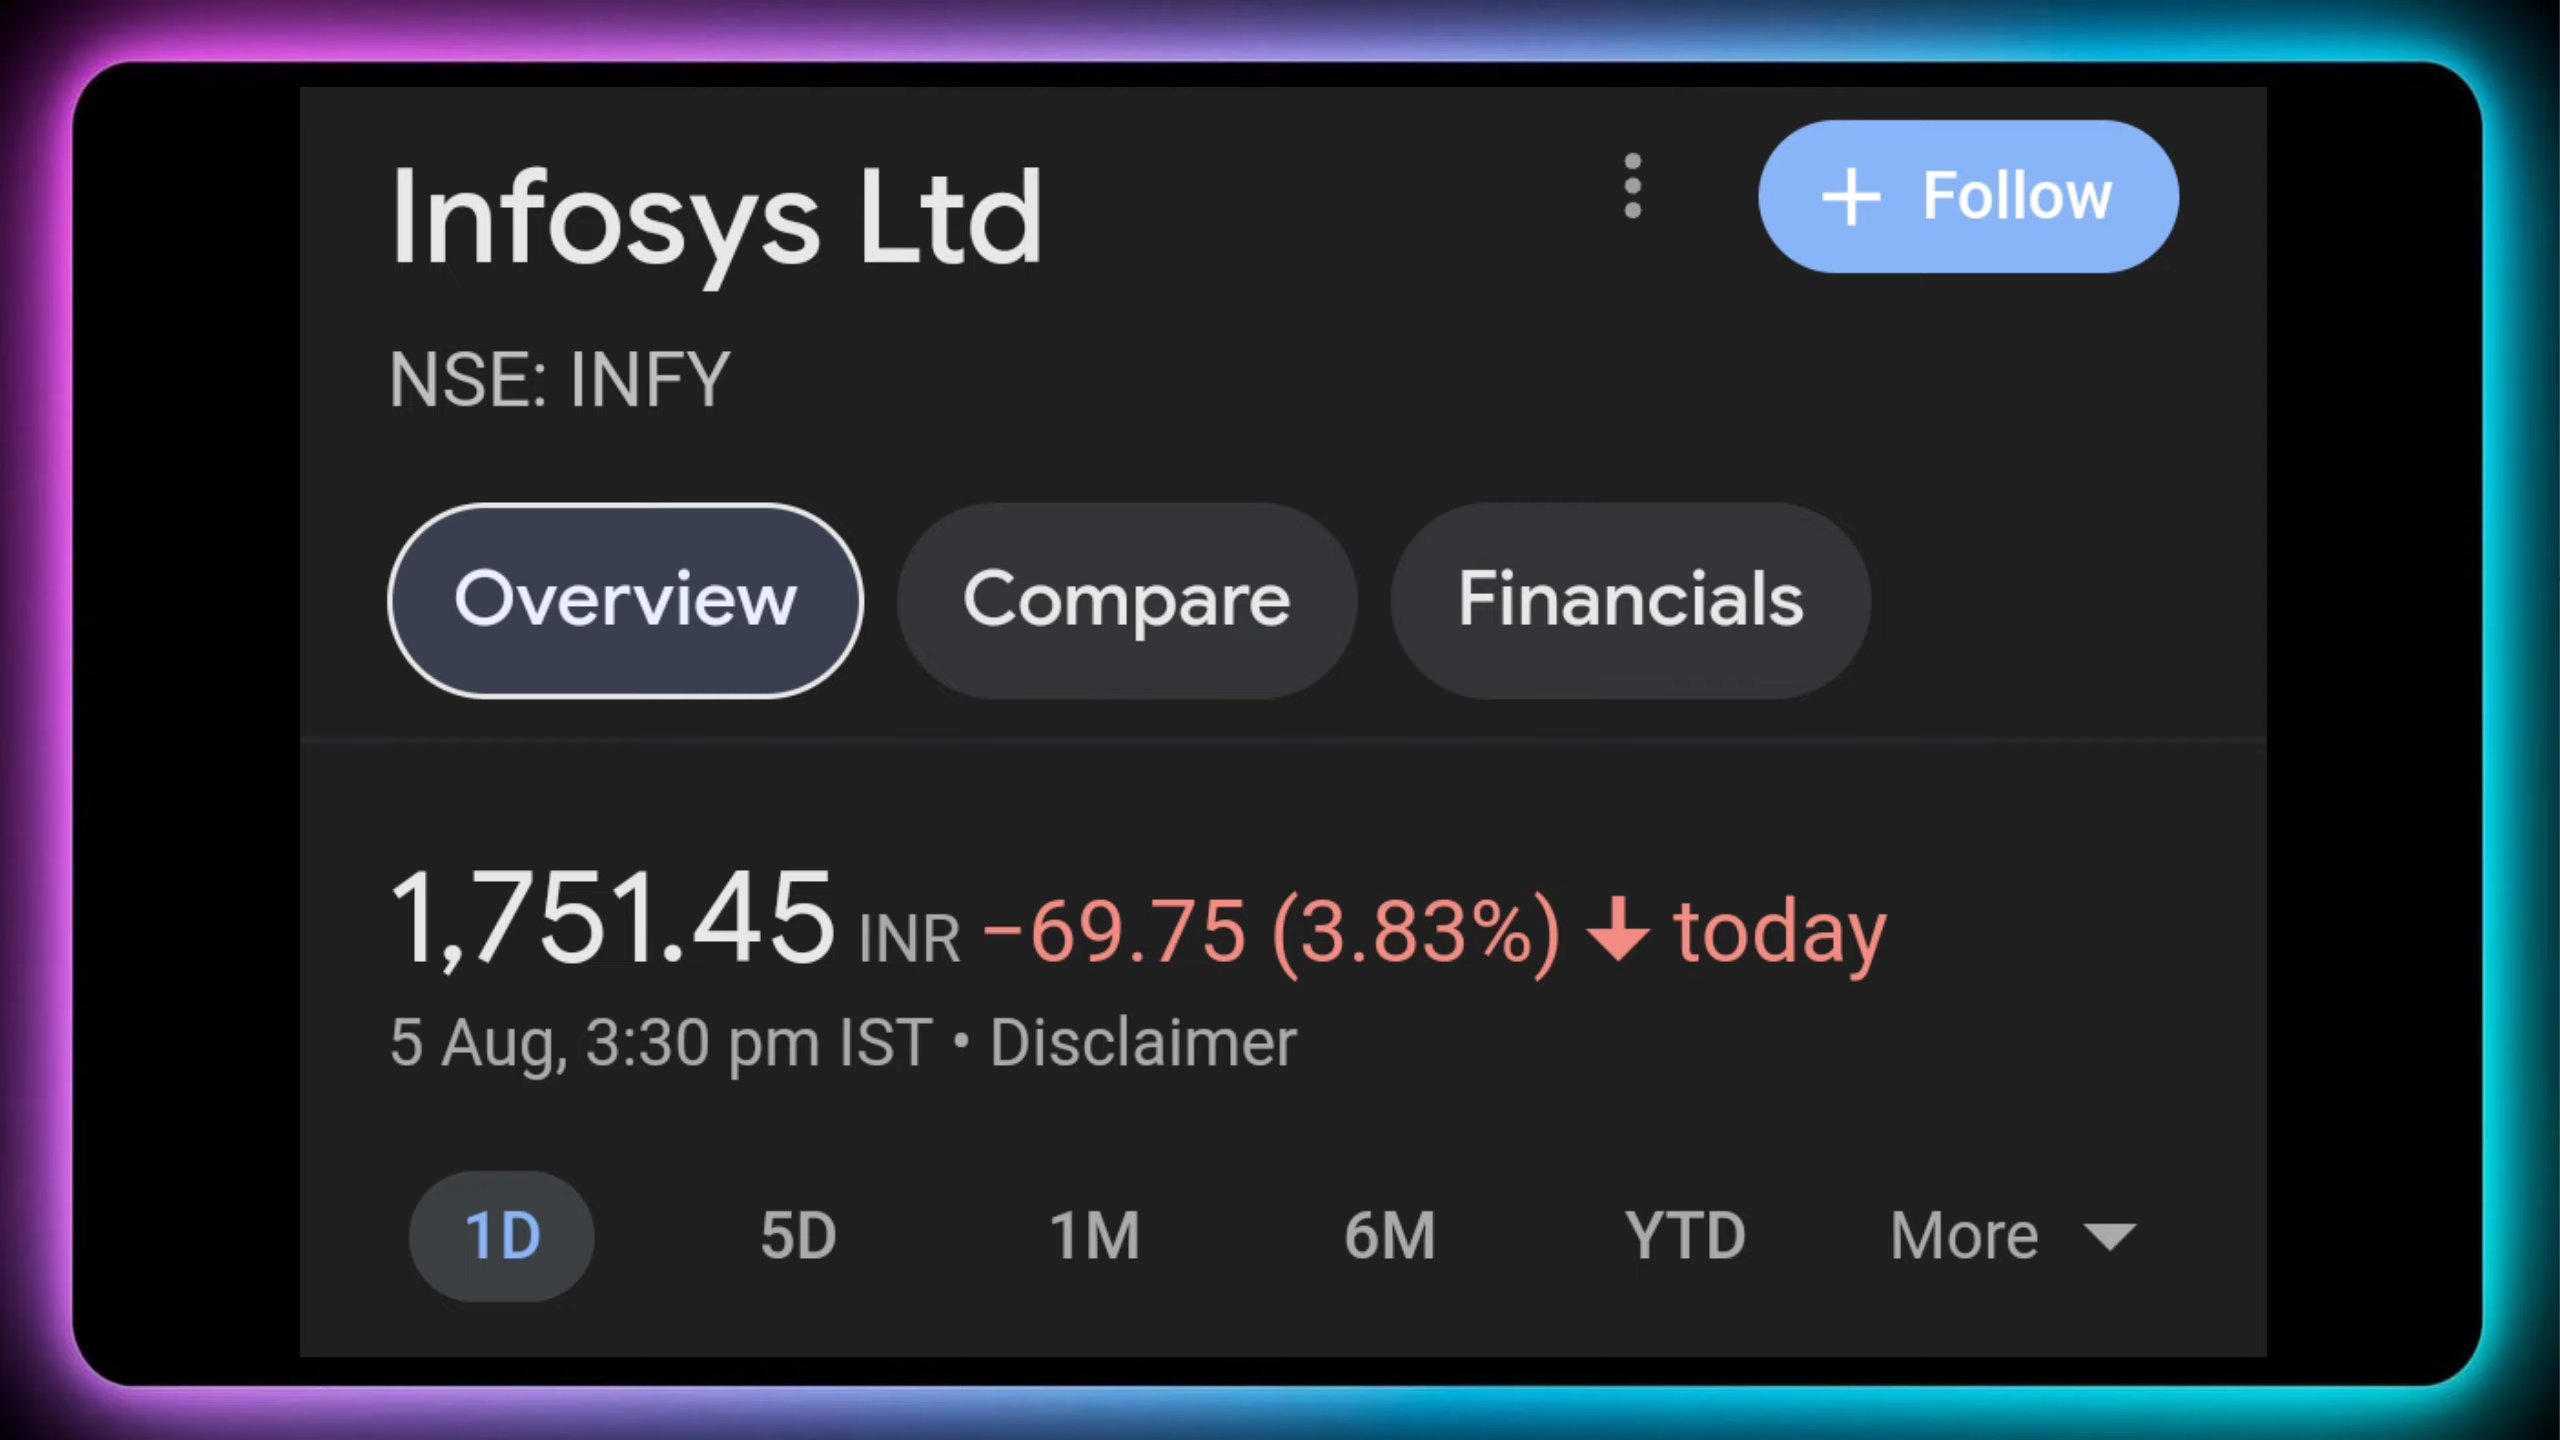 Infosys Ltd
+ Follow
NSE: INFY
Overview Compare Financials
1,751.45 INR −69.75 (3.83%) ↓ today
5 Aug, 3:30 pm IST • Disclaimer
1D 5D 1M 6M YTD More